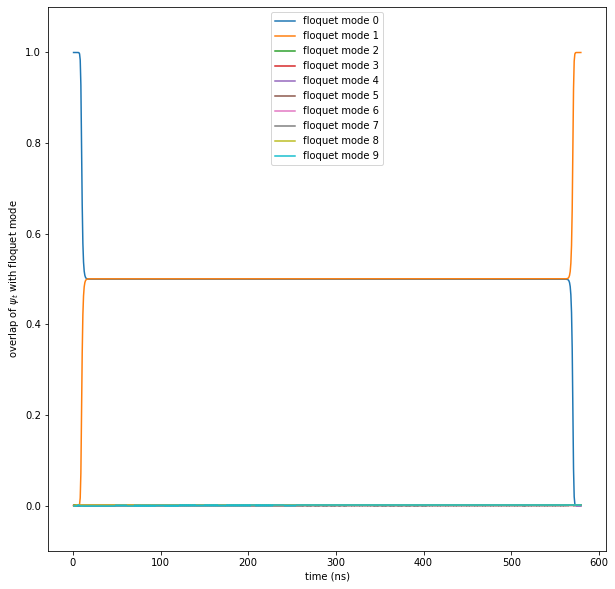 floquet mode 0
floquet mode 1
floquet mode 2
floquet mode 3
floquet mode 4
floquet mode 5
floquet mode 6
floquet mode 7
floquet mode 8
floquet mode 9
1.0
0.8
0.6
0.4
0.2
0.0
overlap of ψt with floquet mode
0
100
200
300
400
500
600
time (ns)